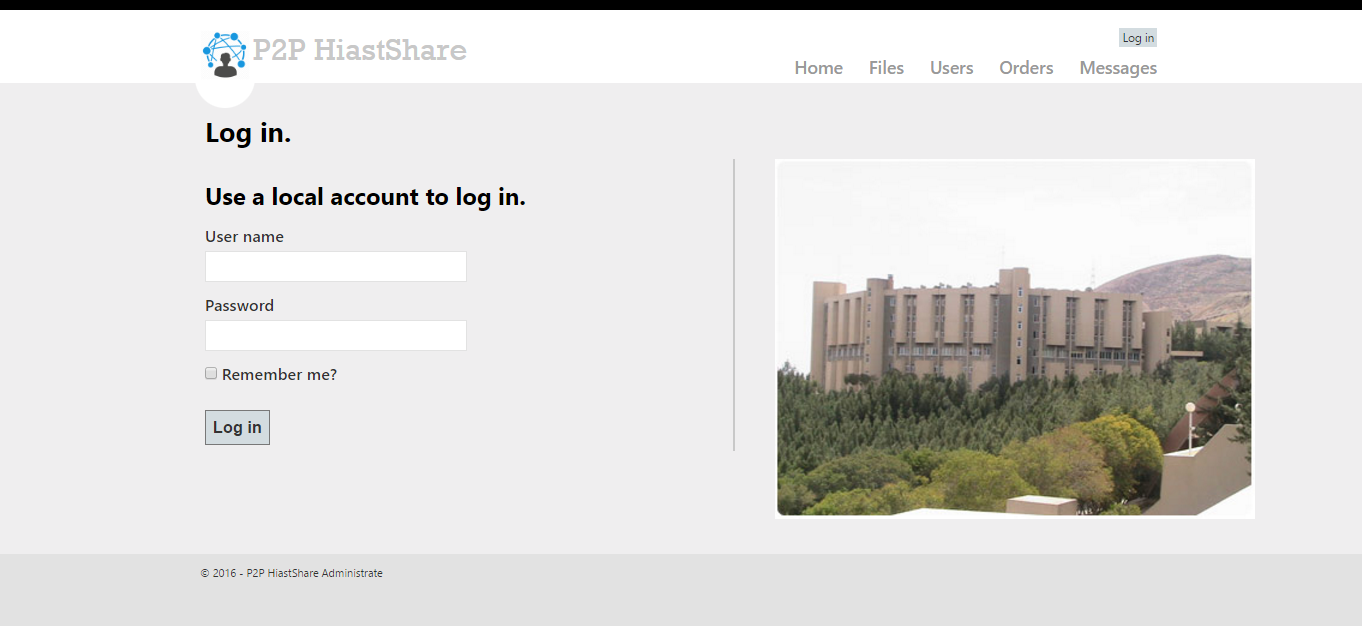 P2P HiastShare
Log in
Home Files Users Orders Messages
Log in.
Use a local account to log in.
User name
Password
Remember me?
Log in
© 2016 - P2P HiastShare Administrate